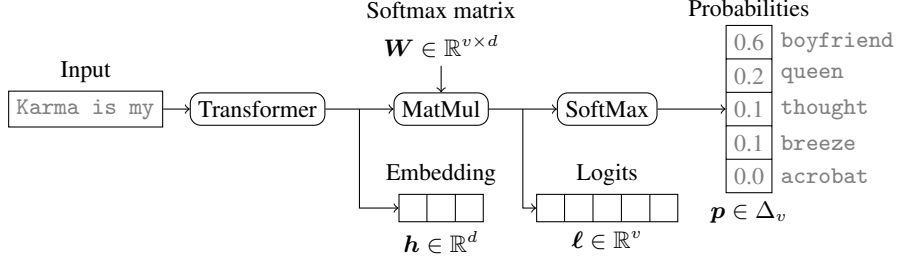 Softmax matrix
W ∈ ℝ^{v×d}
Probabilities
Input
Karma is my
Transformer
MatMul
SoftMax
0.6 boyfriend
0.2 queen
0.1 thought
0.1 breeze
0.0 acrobat
p ∈ Δ_v
Embedding
h ∈ ℝ^d
Logits
ℓ ∈ ℝ^v